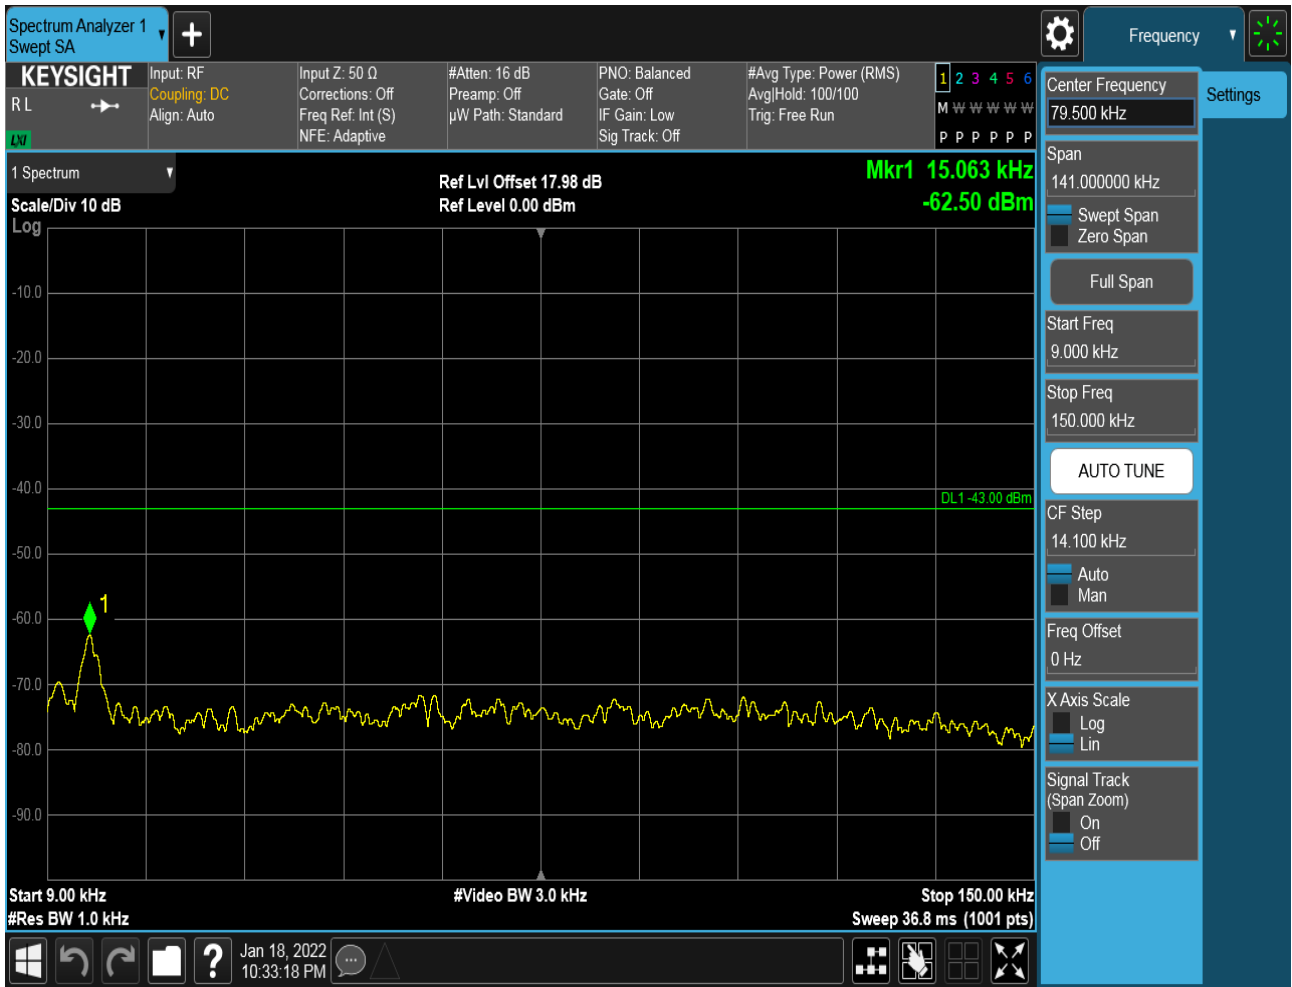 Spectrum Analyzer 1
Swept SA
Frequency
KEYSIGHT
R L
LXI
Input: RF
Coupling: DC
Align: Auto
Input Z: 50 Ω
Corrections: Off
Freq Ref: Int (S)
NFE: Adaptive
#Atten: 16 dB
Preamp: Off
µW Path: Standard
PNO: Balanced
Gate: Off
IF Gain: Low
Sig Track: Off
#Avg Type: Power (RMS)
Avg|Hold: 100/100
Trig: Free Run
1 2 3 4 5 6
M W W W W W
P P P P P P
1 Spectrum
Scale/Div 10 dB
Log
Ref Lvl Offset 17.98 dB
Ref Level 0.00 dBm
Mkr1 15.063 kHz
-62.50 dBm
-10.0
-20.0
-30.0
-40.0
DL1 -43.00 dBm
-50.0
1
-60.0
-70.0
-80.0
-90.0
Start 9.00 kHz
#Video BW 3.0 kHz
Stop 150.00 kHz
#Res BW 1.0 kHz
Sweep 36.8 ms (1001 pts)
Center Frequency
79.500 kHz
Settings
Span
141.000000 kHz
Swept Span
Zero Span
Full Span
Start Freq
9.000 kHz
Stop Freq
150.000 kHz
AUTO TUNE
CF Step
14.100 kHz
Auto
Man
Freq Offset
0 Hz
X Axis Scale
Log
Lin
Signal Track
(Span Zoom)
On
Off
?
Jan 18, 2022
10:33:18 PM